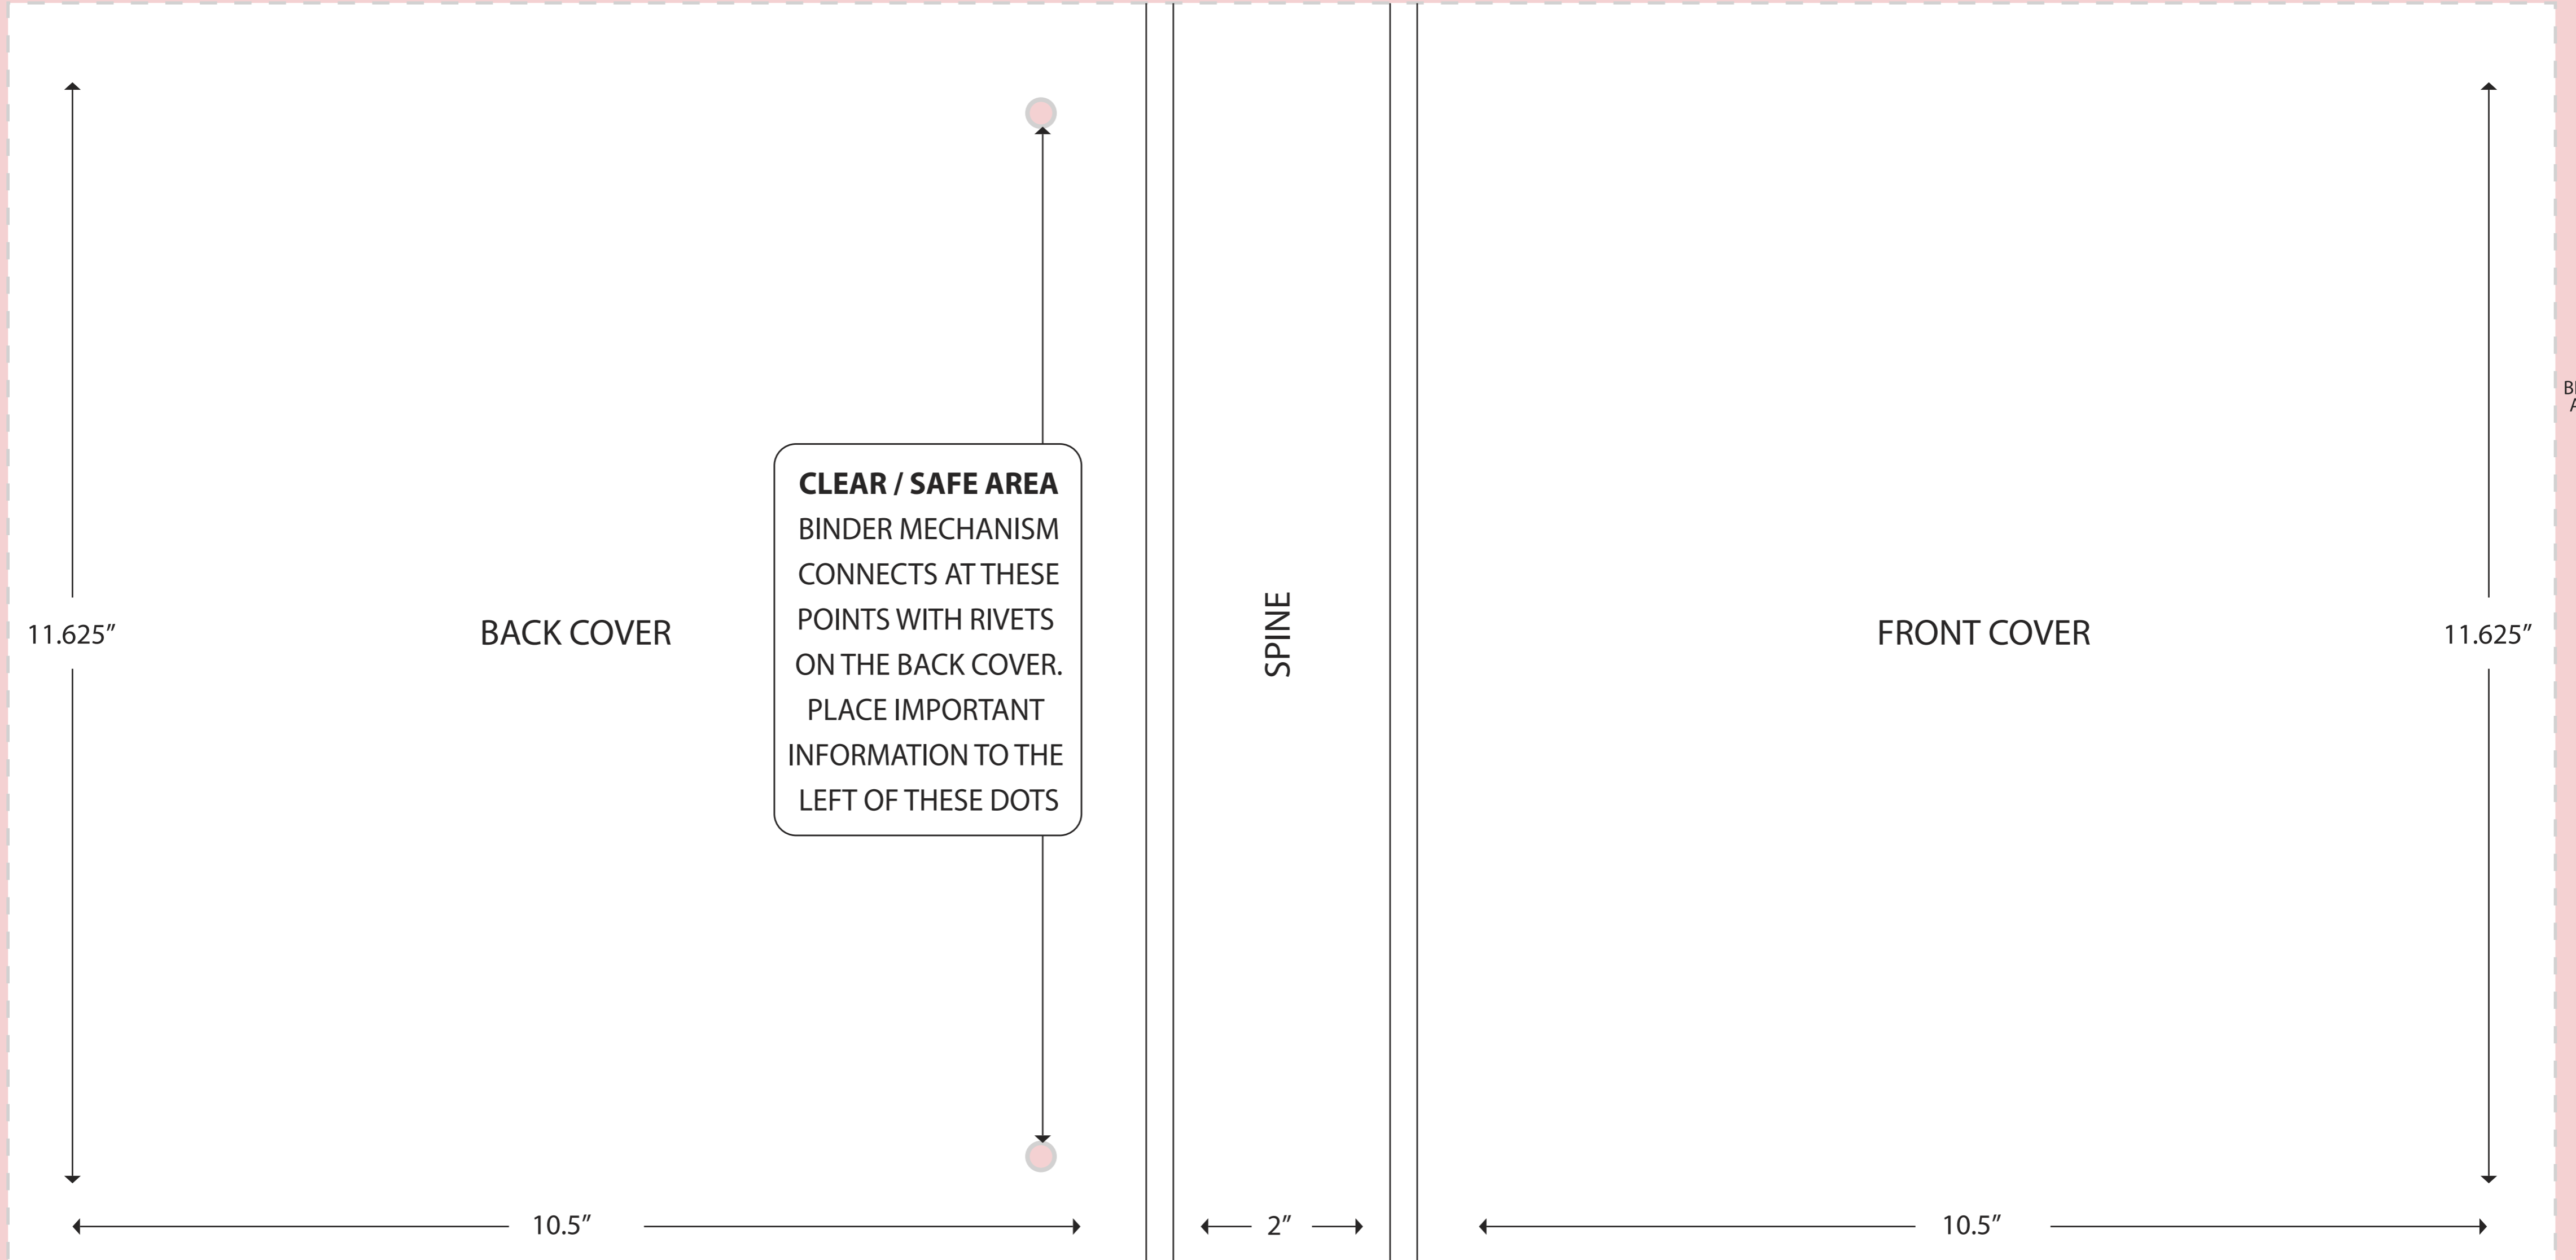 BACK COVER
CLEAR / SAFE AREA
BINDER MECHANISM
CONNECTS AT THESE
POINTS WITH RIVETS
ON THE BACK COVER.
PLACE IMPORTANT
INFORMATION TO THE
LEFT OF THESE DOTS
SPINE
FRONT COVER
11.625”
11.625”
10.5”
2”
10.5”